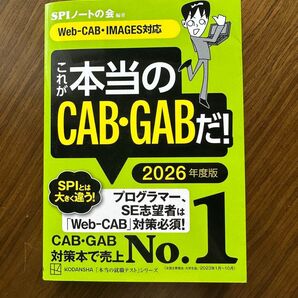 SPIノートの会 編著
Web-CAB・IMAGES対応
これが
本当の
CAB・GABだ!
2026年度版
SPIとは
大きく違う!
プログラマー、
SE志望者は
「Web-CAB」対策必須!
CAB・GAB
対策本で売上
No.1
KODANSHA 「本当の就職テスト」シリーズ